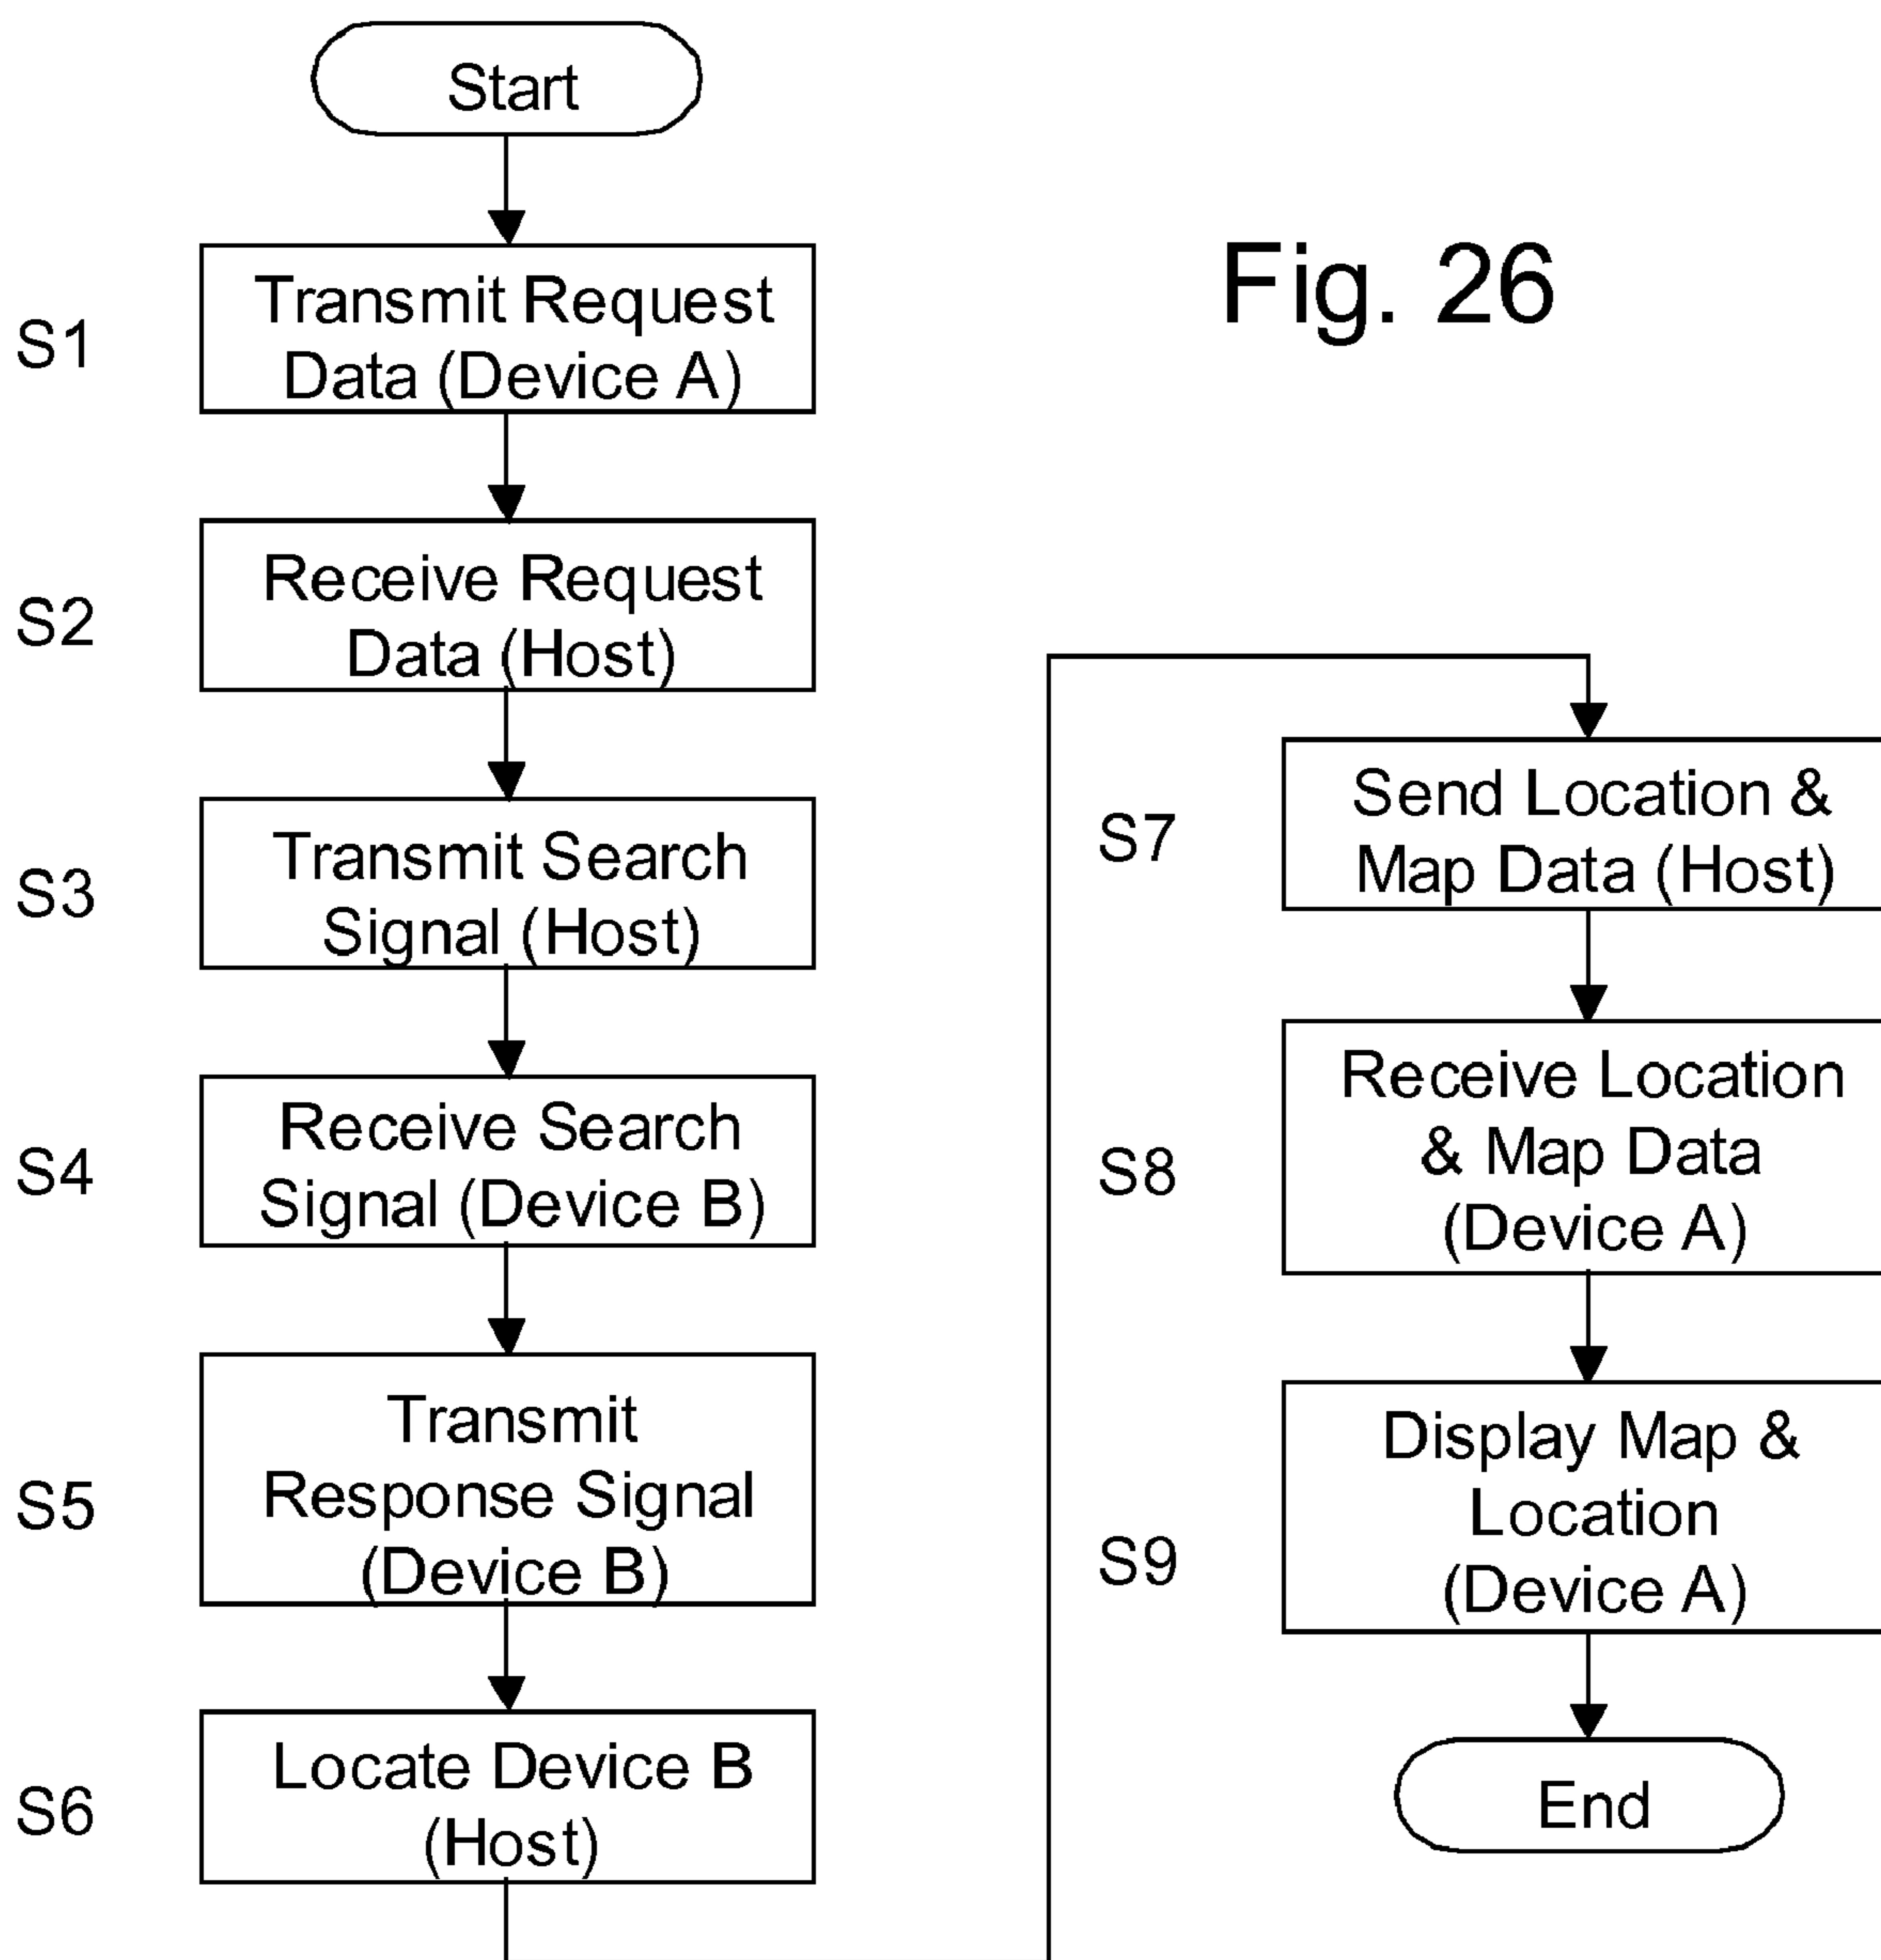 Start
Fig. 26
S1
Transmit Request
Data (Device A)
S2
Receive Request
Data (Host)
S3
Transmit Search
Signal (Host)
S4
Receive Search
Signal (Device B)
S5
Transmit
Response Signal
(Device B)
S6
Locate Device B
(Host)
S7
Send Location &
Map Data (Host)
S8
Receive Location
& Map Data
(Device A)
S9
Display Map &
Location
(Device A)
End